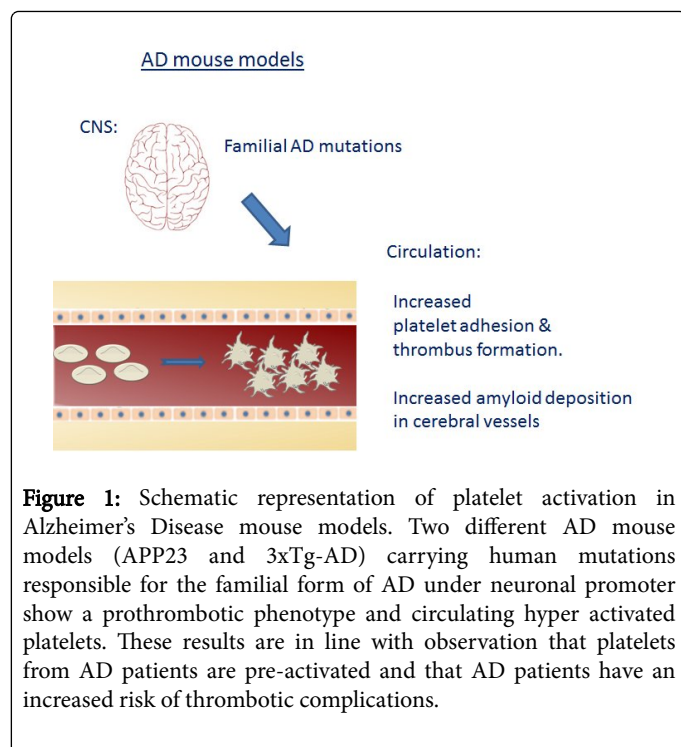 AD mouse models
CNS:
Familial AD mutations
Circulation:
Increased
platelet adhesion &
thrombus formation.
Increased amyloid deposition
in cerebral vessels
Figure 1: Schematic representation of platelet activation in
Alzheimer's Disease mouse models. Two different AD mouse
models (APP23 and 3xTg-AD) carrying human mutations
responsible for the familial form of AD under neuronal promoter
show a prothrombotic phenotype and circulating hyper activated
platelets. These results are in line with observation that platelets
from AD patients are pre-activated and that AD patients have an
increased risk of thrombotic complications.